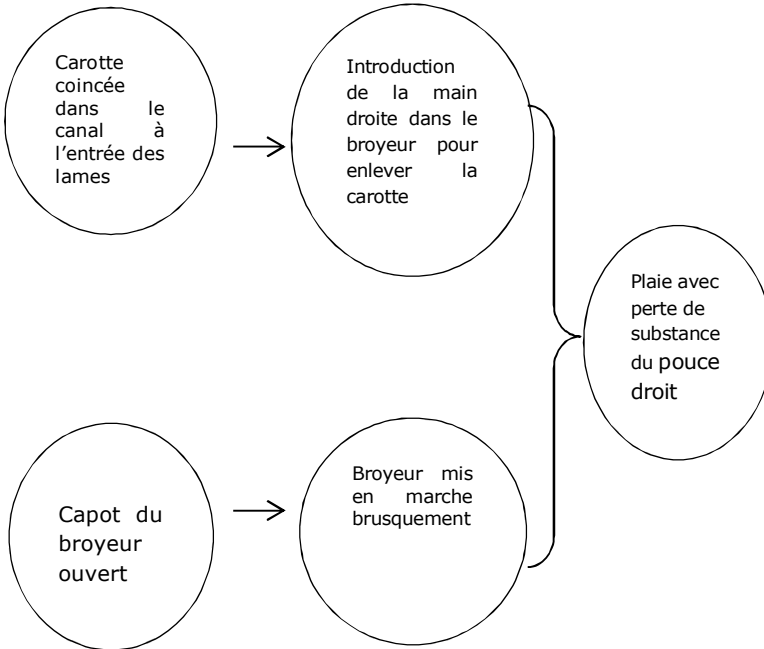 Carotte
coincée
dans le
canal à
l’entrée des
lames
Introduction
de la main
droite dans le
broyeur pour
enlever la
carotte
Plaie avec
perte de
substance
du pouce
droit
Capot du
broyeur
ouvert
Broyeur mis
en marche
brusquement